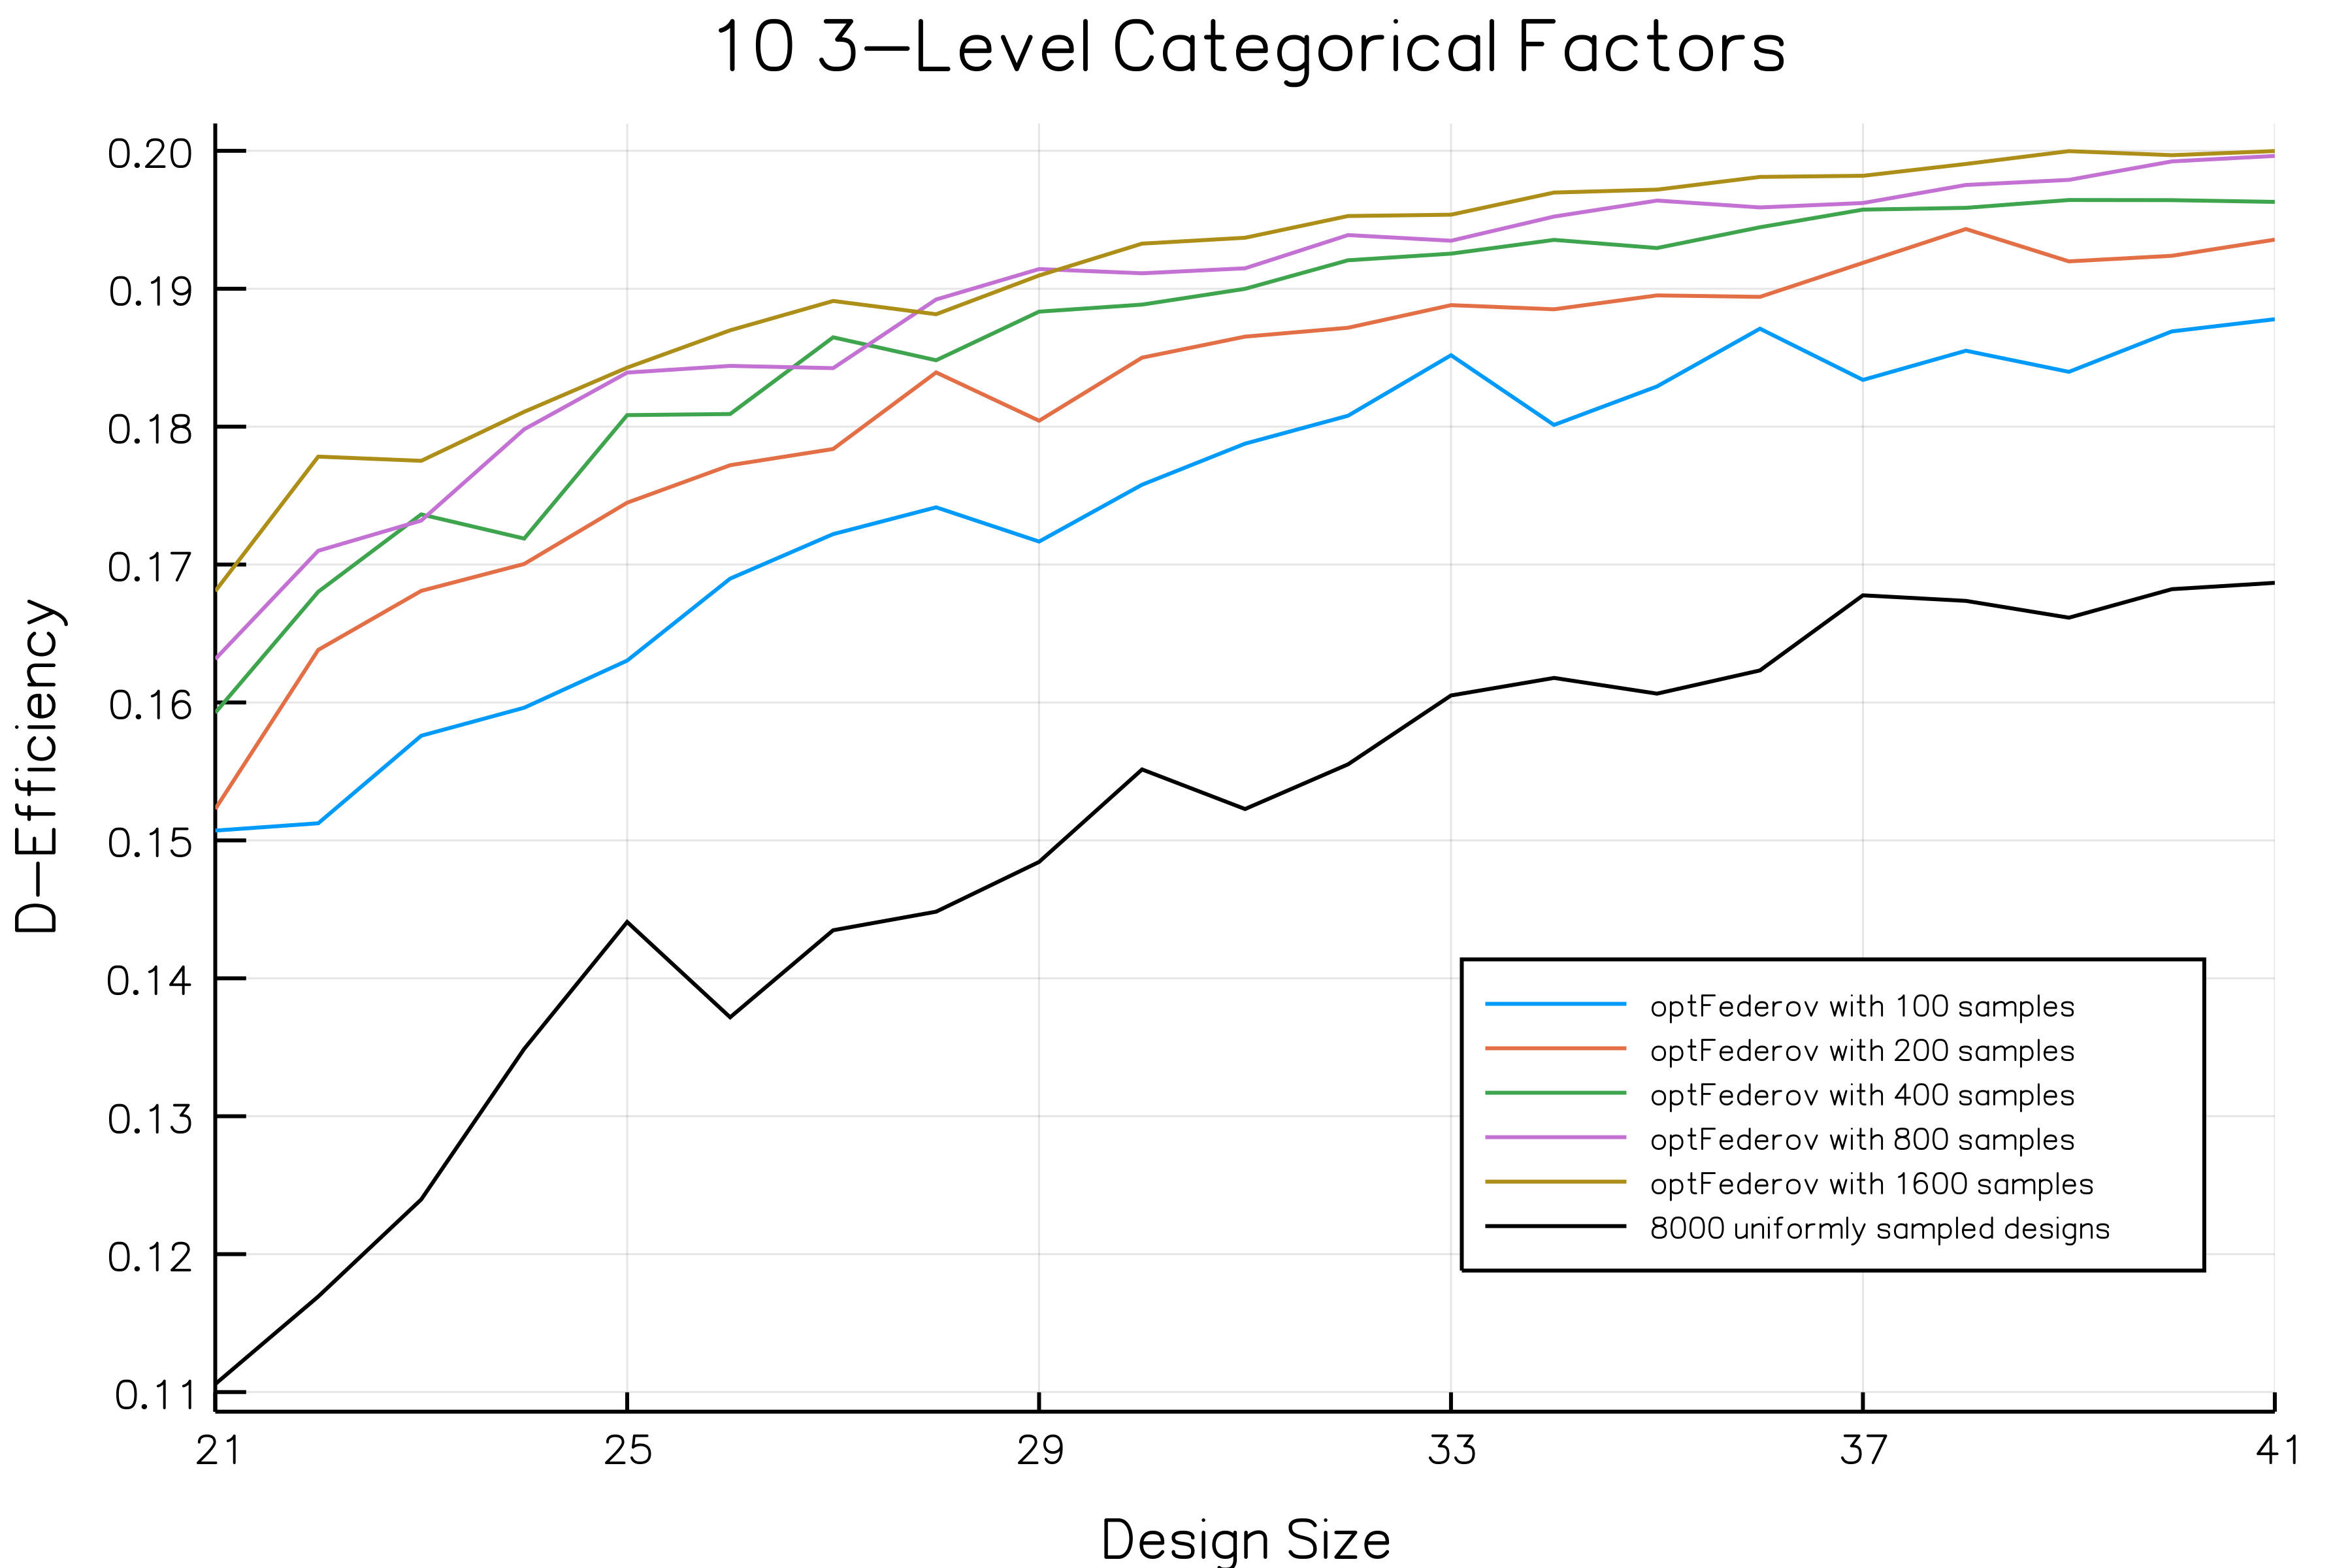 10 3-Level Categorical Factors
D-Efficiency
0.20
0.19
0.18
0.17
0.16
0.15
0.14
0.13
0.12
0.11
optFederov with 100 samples
optFederov with 200 samples
optFederov with 400 samples
optFederov with 800 samples
optFederov with 1600 samples
8000 uniformly sampled designs
21 25 29 33 37 41
Design Size